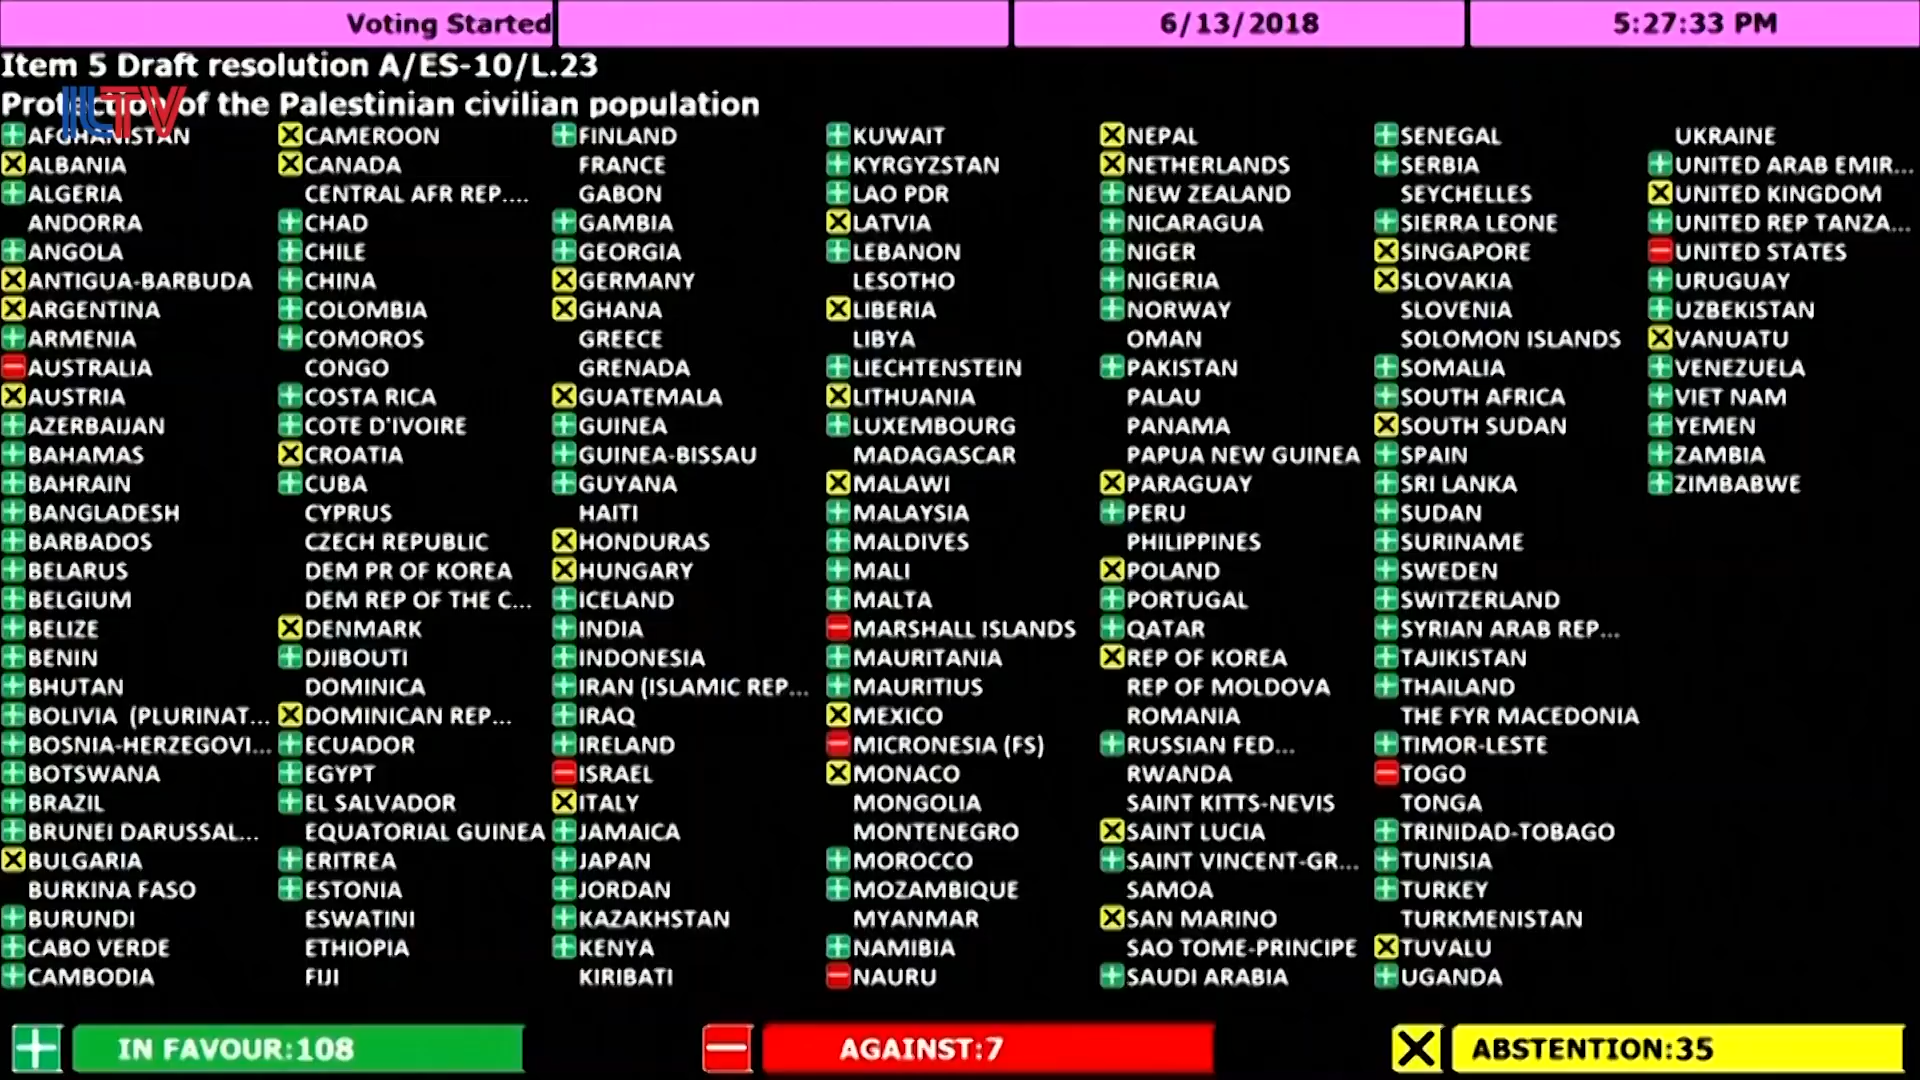 Voting Started
6/13/2018
5:27:33 PM
Item 5 Draft resolution A/ES-10/L.23
Protection of the Palestinian civilian population
ILTV
AFGHANISTAN
ALBANIA
ALGERIA
ANDORRA
ANGOLA
ANTIGUA-BARBUDA
ARGENTINA
ARMENIA
AUSTRALIA
AUSTRIA
AZERBAIJAN
BAHAMAS
BAHRAIN
BANGLADESH
BARBADOS
BELARUS
BELGIUM
BELIZE
BENIN
BHUTAN
BOLIVIA (PLURINAT...
BOSNIA-HERZEGOVI...
BOTSWANA
BRAZIL
BRUNEI DARUSSAL...
BULGARIA
BURKINA FASO
BURUNDI
CABO VERDE
CAMBODIA
CAMEROON
CANADA
CENTRAL AFR REP....
CHAD
CHILE
CHINA
COLOMBIA
COMOROS
CONGO
COSTA RICA
COTE D'IVOIRE
CROATIA
CUBA
CYPRUS
CZECH REPUBLIC
DEM PR OF KOREA
DEM REP OF THE C...
DENMARK
DJIBOUTI
DOMINICA
DOMINICAN REP...
ECUADOR
EGYPT
EL SALVADOR
EQUATORIAL GUINEA
ERITREA
ESTONIA
ESWATINI
ETHIOPIA
FIJI
FINLAND
FRANCE
GABON
GAMBIA
GEORGIA
GERMANY
GHANA
GREECE
GRENADA
GUATEMALA
GUINEA
GUINEA-BISSAU
GUYANA
HAITI
HONDURAS
HUNGARY
ICELAND
INDIA
INDONESIA
IRAN (ISLAMIC REP...
IRAQ
IRELAND
ISRAEL
ITALY
JAMAICA
JAPAN
JORDAN
KAZAKHSTAN
KENYA
KIRIBATI
KUWAIT
KYRGYZSTAN
LAO PDR
LATVIA
LEBANON
LESOTHO
LIBERIA
LIBYA
LIECHTENSTEIN
LITHUANIA
LUXEMBOURG
MADAGASCAR
MALAWI
MALAYSIA
MALDIVES
MALI
MALTA
MARSHALL ISLANDS
MAURITANIA
MAURITIUS
MEXICO
MICRONESIA (FS)
MONACO
MONGOLIA
MONTENEGRO
MOROCCO
MOZAMBIQUE
MYANMAR
NAMIBIA
NAURU
NEPAL
NETHERLANDS
NEW ZEALAND
NICARAGUA
NIGER
NIGERIA
NORWAY
OMAN
PAKISTAN
PALAU
PANAMA
PAPUA NEW GUINEA
PARAGUAY
PERU
PHILIPPINES
POLAND
PORTUGAL
QATAR
REP OF KOREA
REP OF MOLDOVA
ROMANIA
RUSSIAN FED...
RWANDA
SAINT KITTS-NEVIS
SAINT LUCIA
SAINT VINCENT-GR...
SAMOA
SAN MARINO
SAO TOME-PRINCIPE
SAUDI ARABIA
SENEGAL
SERBIA
SEYCHELLES
SIERRA LEONE
SINGAPORE
SLOVAKIA
SLOVENIA
SOLOMON ISLANDS
SOMALIA
SOUTH AFRICA
SOUTH SUDAN
SPAIN
SRI LANKA
SUDAN
SURINAME
SWEDEN
SWITZERLAND
SYRIAN ARAB REP...
TAJIKISTAN
THAILAND
THE FYR MACEDONIA
TIMOR-LESTE
TOGO
TONGA
TRINIDAD-TOBAGO
TUNISIA
TURKEY
TURKMENISTAN
TUVALU
UGANDA
UKRAINE
UNITED ARAB EMIR...
UNITED KINGDOM
UNITED REP TANZA...
UNITED STATES
URUGUAY
UZBEKISTAN
VANUATU
VENEZUELA
VIET NAM
YEMEN
ZAMBIA
ZIMBABWE
IN FAVOUR:108
AGAINST:7
ABSTENTION:35